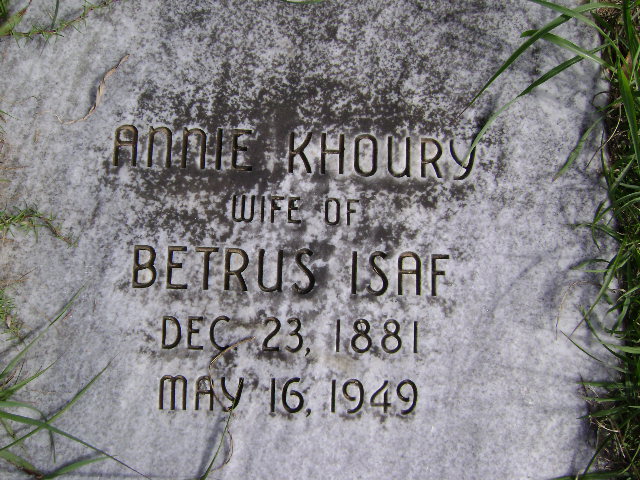 ANNIE KHOURY
WIFE OF
BETRUS ISAF
DEC 23, 1881
MAY 16, 1949